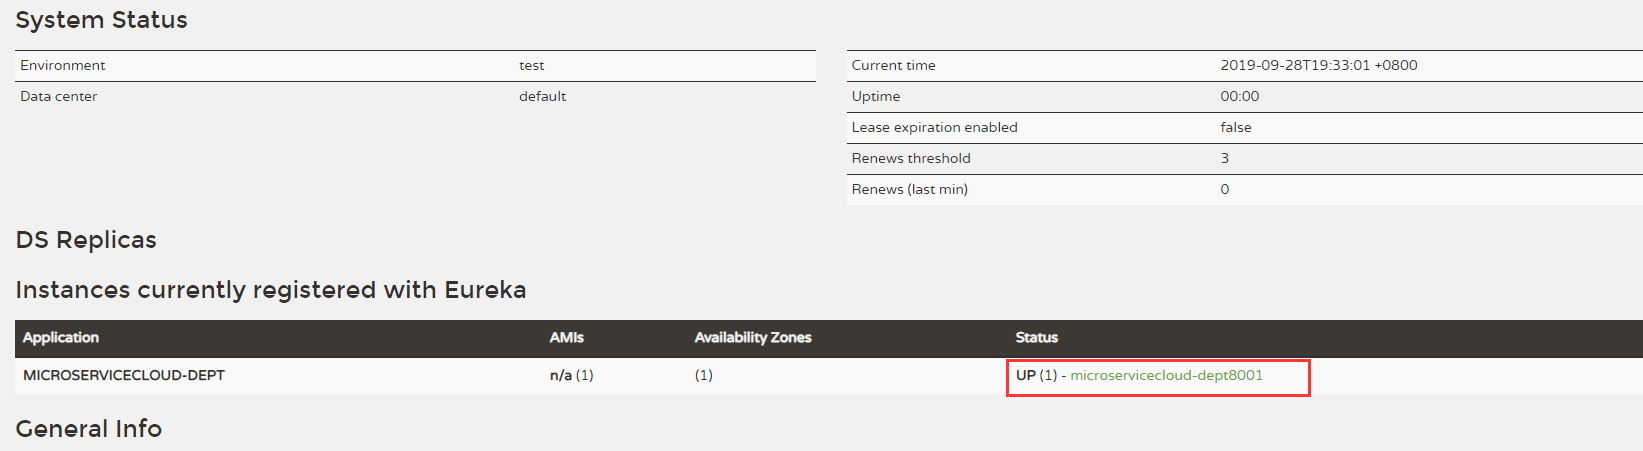 System Status
Environment test
Data center default
Current time 2019-09-28T19:33:01 +0800
Uptime 00:00
Lease expiration enabled false
Renews threshold 3
Renews (last min) 0
DS Replicas
Instances currently registered with Eureka
Application AMIs Availability Zones Status
MICROSERVICECLOUD-DEPT n/a (1) (1) UP (1) - microservicecloud-dept8001
General Info